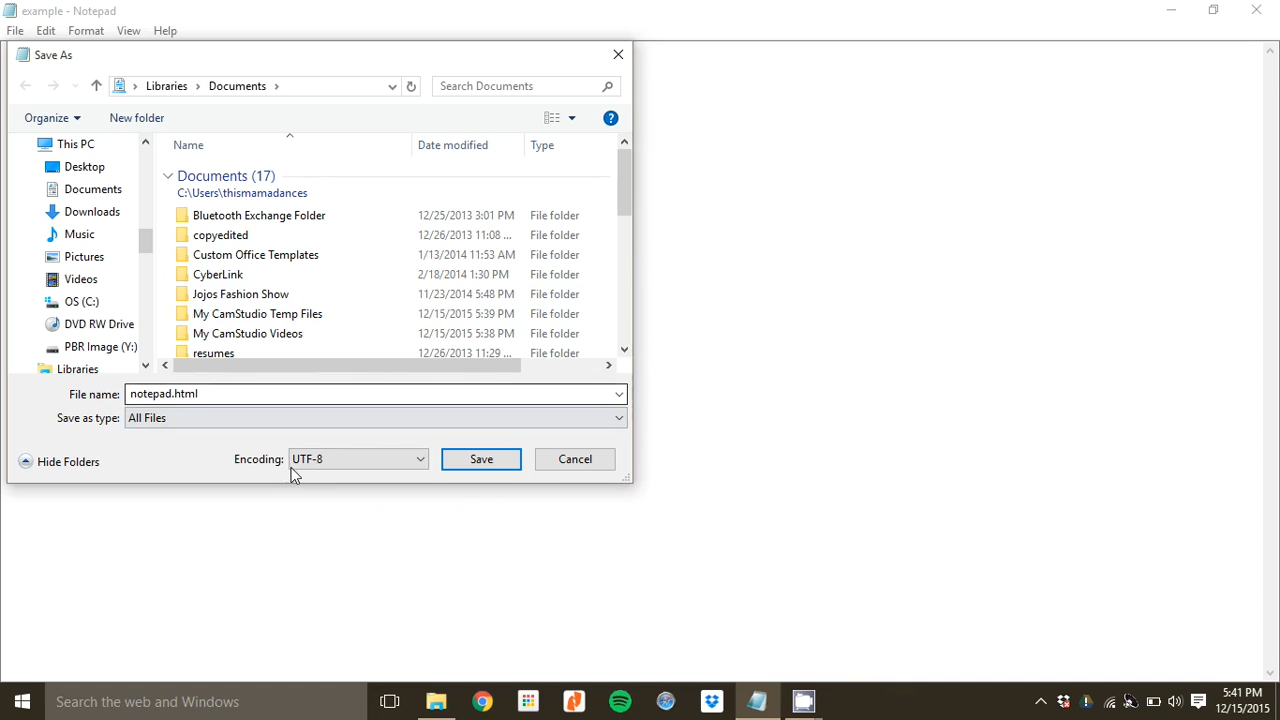 example - Notepad
File Edit Format View Help
Save As
Libraries Documents Search Documents
Organize New folder ?
Name Date modified Type
This PC
Desktop
Documents
Downloads
Music
Pictures
Videos
OS (C:)
DVD RW Drive
PBR Image (Y:)
Libraries
Documents (17)
C:\Users\thismamadances
Bluetooth Exchange Folder 12/25/2013 3:01 PM File folder
copyedited 12/26/2013 11:08 ... File folder
Custom Office Templates 1/13/2014 11:53 AM File folder
CyberLink 2/18/2014 1:30 PM File folder
Jojos Fashion Show 11/23/2014 5:48 PM File folder
My CamStudio Temp Files 12/15/2015 5:39 PM File folder
My CamStudio Videos 12/15/2015 5:38 PM File folder
resumes 12/26/2013 11:29 ... File folder
File name: notepad.html
Save as type: All Files
Hide Folders Encoding: UTF-8 Save Cancel
Search the web and Windows
5:41 PM
12/15/2015